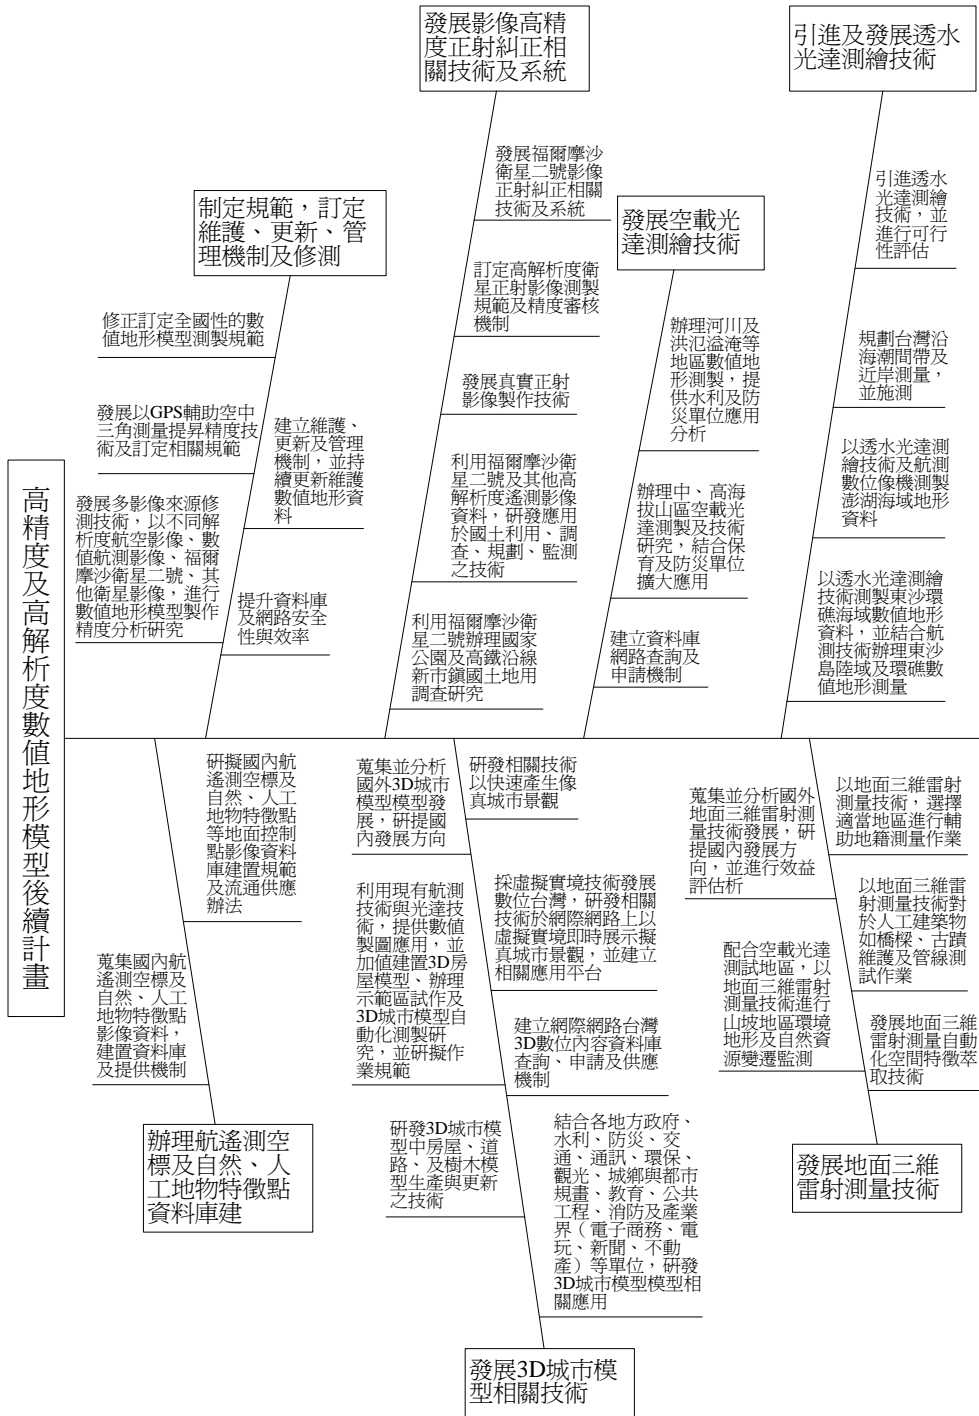 發展影像高精
度正射糾正相
關技術及系統
引進及發展透水
光達測繪技術
發展福爾摩沙
衛星二號影像
正射糾正相關
技術及系統
引進透水
光達測繪
技術，並
進行可行
性評估
制定規範，訂定
維護、更新、管
理機制及修測
發展空載光
達測繪技術
訂定高解析度衛
星正射影像測製
規範及精度審核
機制
修正訂定全國性的數
值地形模型測製規範
辦理河川及
洪氾溢淹等
地區數值地
形測製，提
供水利及防
災單位應用
分析
規劃台灣沿
海潮間帶及
近岸測量，
並施測
發展真實正射
影像製作技術
發展以GPS輔助空中
三角測量提昇精度技
術及訂定相關規範
建立維護、
更新及管理
機制，並持
續更新維護
數值地形資
料
利用福爾摩沙衛
星二號及其他高
解析度遙測影像
資料，研發應用
於國土利用、調
查、規劃、監測
之技術
以透水光達測
繪技術及航測
數位像機測製
澎湖海域地形
資料
高精度及高解析度數值地形模型後續計畫
發展多影像來源修
測技術，以不同解
析度航空影像、數
值航測影像、福爾
摩沙衛星二號、其
他衛星影像，進行
數值地形模型製作
精度分析研究
辦理中、高海
拔山區空載光
達測製及技術
研究，結合保
育及防災單位
擴大應用
提升資料庫
及網路安全
性與效率
利用福爾摩沙衛
星二號辦理國家
公園及高鐵沿線
新市鎮國土地用
調查研究
建立資料庫
網路查詢及
申請機制
以透水光達測繪
技術測製東沙環
礁海域數值地形
資料，並結合航
測技術辦理東沙
島陸域及環礁數
值地形測量
研擬國內航
遙測空標及
自然、人工
地物特徵點
等地面控制
點影像資料
庫建置規範
及流通供應
辦法
蒐集並分析
國外3D城市
模型模型發
展，研提國
內發展方向
研發相關技術
以快速產生像
真城市景觀
蒐集並分析國外
地面三維雷射測
量技術發展，研
提國內發展方
向，並進行效益
評估析
以地面三維雷射
測量技術，選擇
適當地區進行輔
助地籍測量作業
蒐集國內航
遙測空標及
自然、人工
地物特徵點
影像資料，
建置資料庫
及提供機制
利用現有航測
技術與光達技
術，提供數值
製圖應用，並
加值建置3D房
屋模型、辦理
示範區試作及
3D城市模型自
動化測製研
究，並研擬作
業規範
採虛擬實境技術發展
數位台灣，研發相關
技術於網際網路上以
虛擬實境即時展示擬
真城市景觀，並建立
相關應用平台
配合空載光達
測試地區，以
地面三維雷射
測量技術進行
山坡地區環境
地形及自然資
源變遷監測
以地面三維雷
射測量技術對
於人工建築物
如橋樑、古蹟
維護及管線測
試作業
建立網際網路台灣
3D數位內容資料庫
查詢、申請及供應
機制
發展地面三維
雷射測量自動
化空間特徵萃
取技術
辦理航遙測空
標及自然、人
工地物特徵點
資料庫建
研發3D城市模
型中房屋、道
路、及樹木模
型生產與更新
之技術
結合各地方政府、
水利、防災、交
通、通訊、環保、
觀光、城鄉與都市
規畫、教育、公共
工程、消防及產業
界（電子商務、電
玩、新聞、不動
產）等單位，研發
3D城市模型模型相
關應用
發展地面三維
雷射測量技術
發展3D城市模
型相關技術